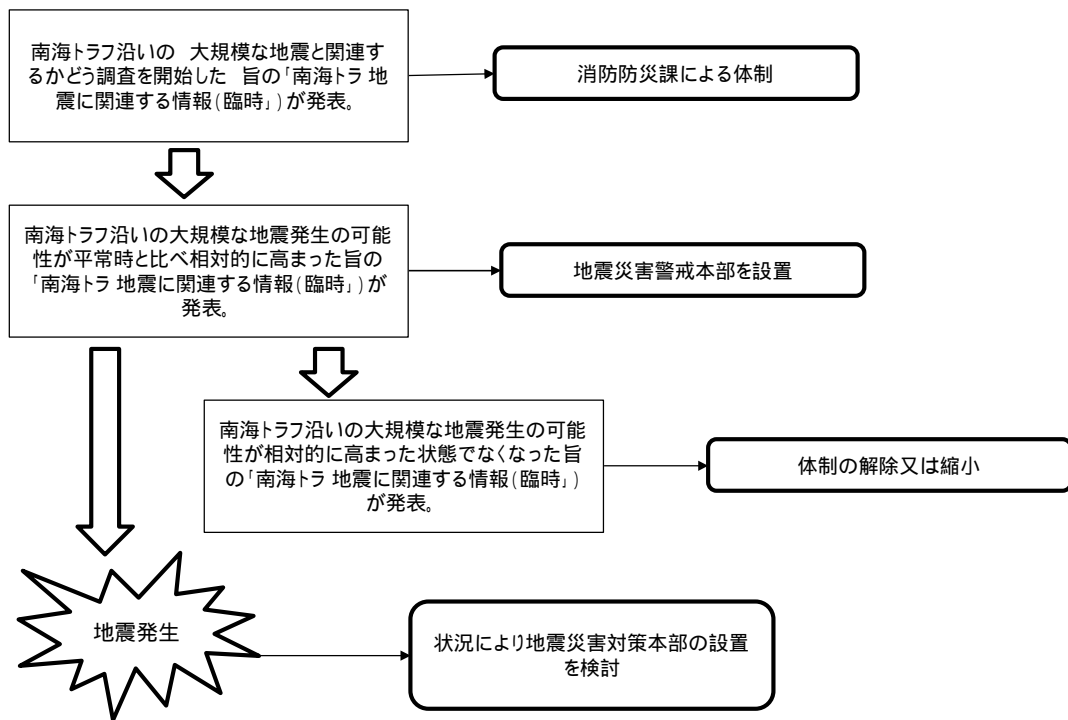 南海トラフ沿いの　大規模な地震と関連す
るかどう調査を開始した　旨の「南海トラ 地
震に関連する情報(臨時」)が発表。
消防防災課による体制
南海トラフ沿いの大規模な地震発生の可能
性が平常時と比べ相対的に高まった旨の
「南海トラ 地震に関連する情報(臨時」)が
発表。
地震災害警戒本部を設置
南海トラフ沿いの大規模な地震発生の可能
性が相対的に高まった状態でなくなった旨
の「南海トラ 地震に関連する情報(臨時」)
が発表。
体制の解除又は縮小
地震発生
状況により地震災害対策本部の設置
を検討